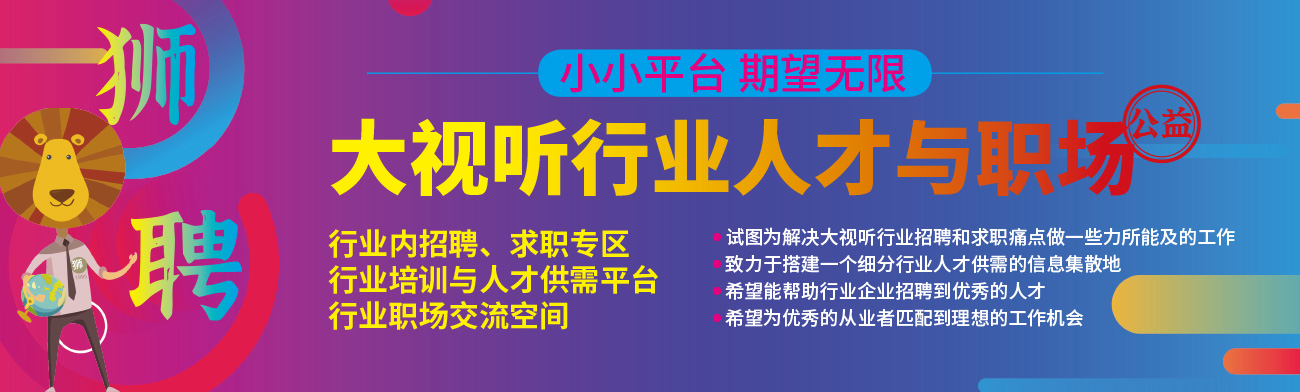 狮聘
小小平台 期望无限
大视听行业人才与职场
公益
行业内招聘、求职专区
行业培训与人才供需平台
行业职场交流空间
试图为解决大视听行业招聘和求职痛点做一些力所能及的工作
致力于搭建一个细分行业人才供需的信息集散地
希望能帮助行业企业招聘到优秀的人才
希望为优秀的从业者匹配到理想的工作机会
狮